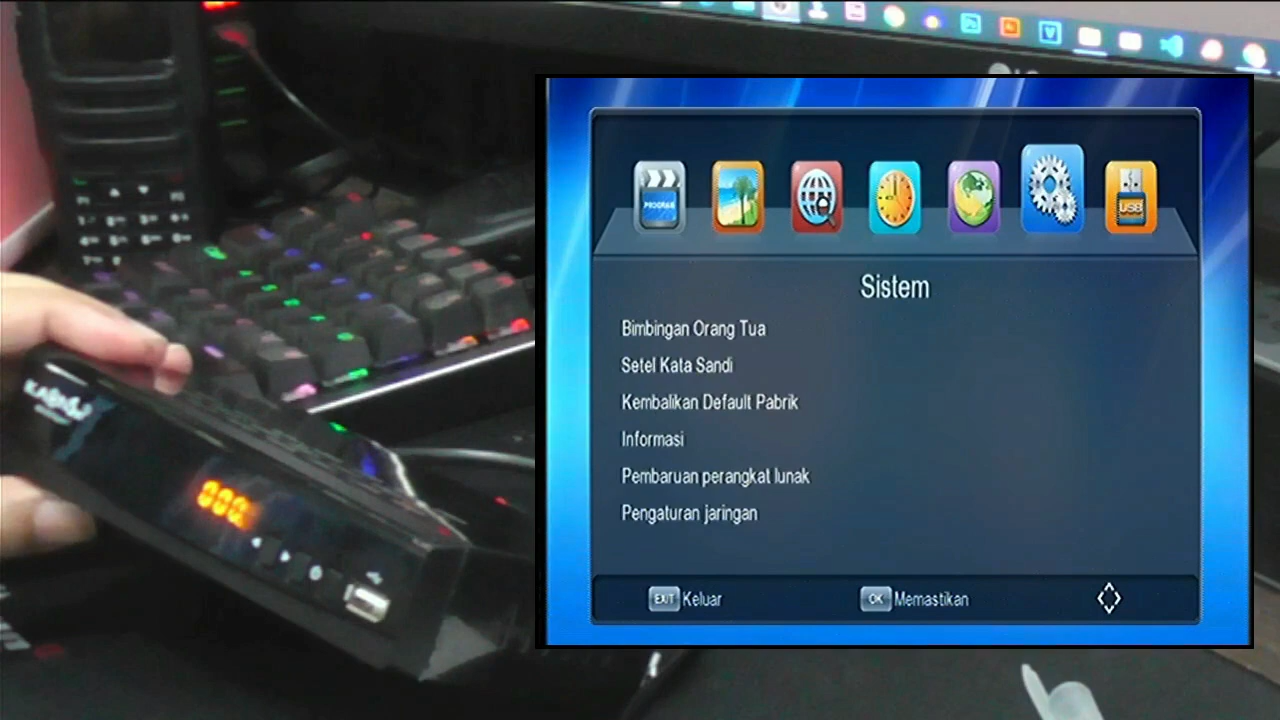 PROGRAM
USB
Sistem
Bimbingan Orang Tua
Setel Kata Sandi
Kembalikan Default Pabrik
Informasi
Pembaruan perangkat lunak
Pengaturan jaringan
EXIT Keluar
OK Memastikan
000